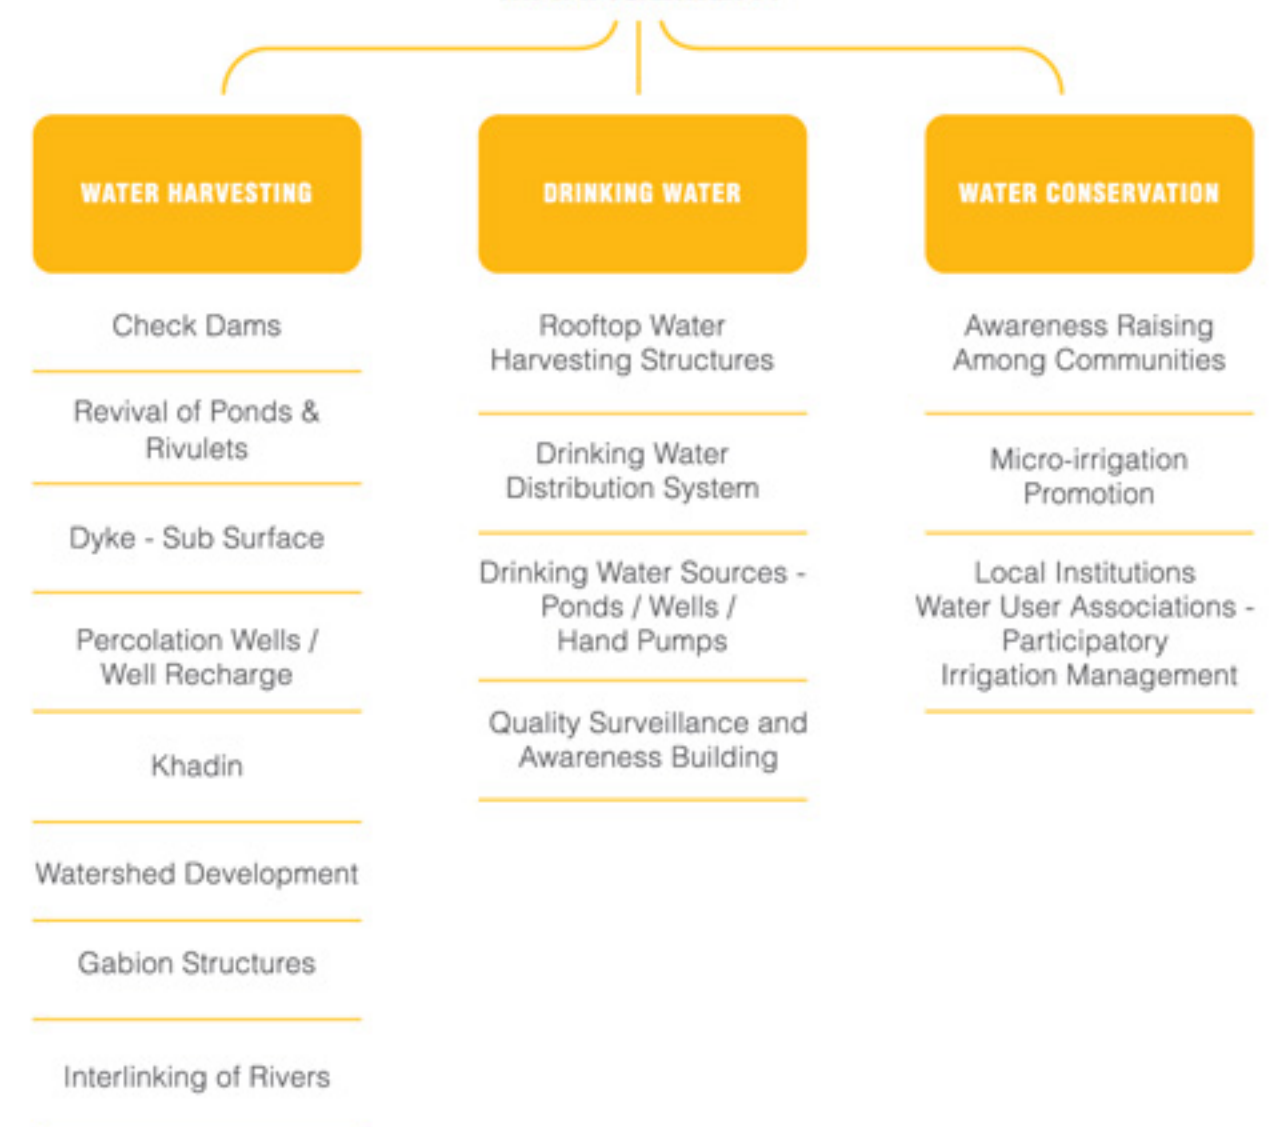 WATER HARVESTING
Check Dams
Revival of Ponds &
Rivulets
Dyke - Sub Surface
Percolation Wells /
Well Recharge
Khadin
Watershed Development
Gabion Structures
Interlinking of Rivers
DRINKING WATER
Rooftop Water
Harvesting Structures
Drinking Water
Distribution System
Drinking Water Sources -
Ponds / Wells /
Hand Pumps
Quality Surveillance and
Awareness Building
WATER CONSERVATION
Awareness Raising
Among Communities
Micro-irrigation
Promotion
Local Institutions
Water User Associations -
Participatory
Irrigation Management